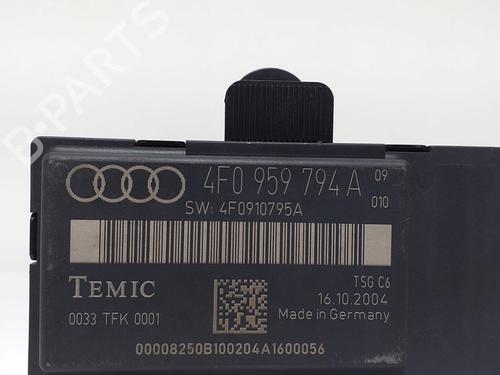 B-PARTS
4F0 959 794 A 09
010
SW: 4F0910795A
TEMIC
TSG C6
16.10.2004
0033 TFK 0001
Made in Germany
00008250B100204A1600056